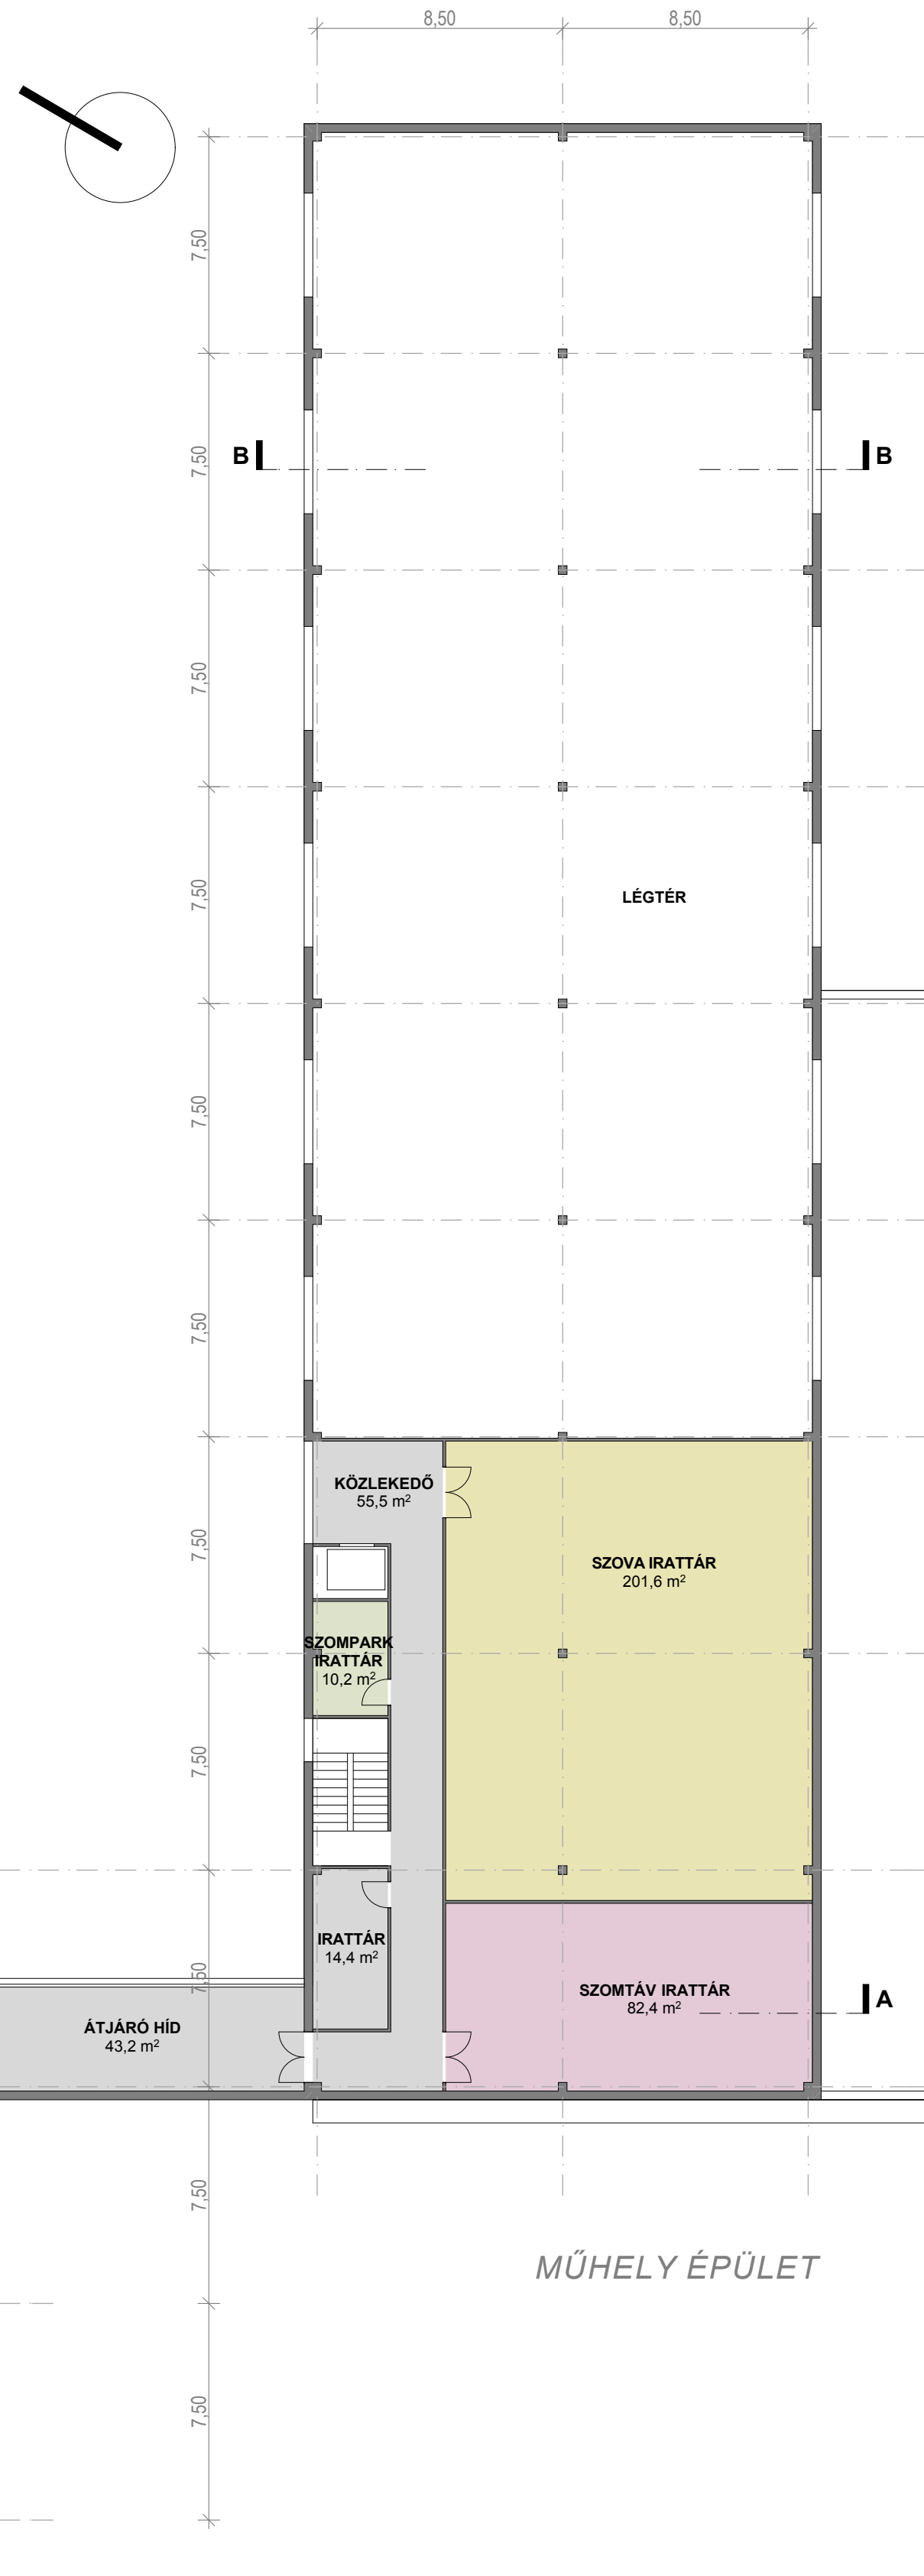 8,50
8,50
7,50
B
7,50
B
7,50
7,50
LÉGTÉR
7,50
7,50
KÖZLEKEDŐ
55,5 m²
7,50
SZOVA IRATTÁR
201,6 m²
SZOMPARK
IRATTÁR
10,2 m²
7,50
IRATTÁR
14,4 m²
7,50
SZOMTÁV IRATTÁR
82,4 m²
A
ÁTJÁRÓ HÍD
43,2 m²
7,50
MŰHELY ÉPÜLET
7,50